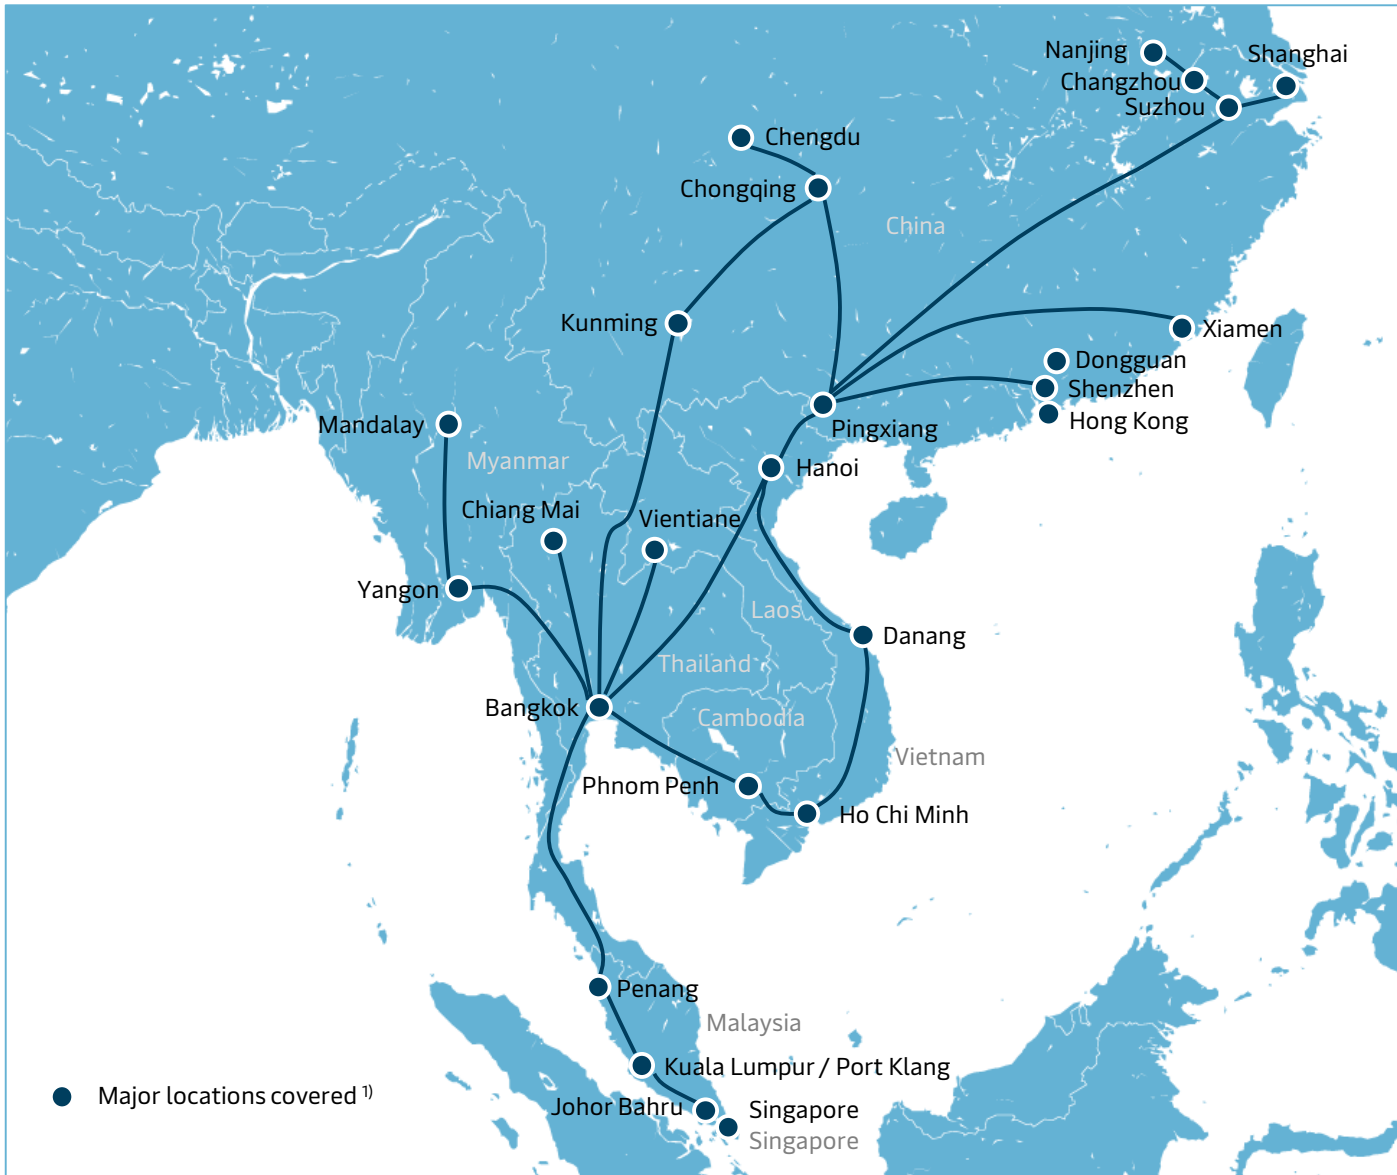 Nanjing
Shanghai
Changzhou
Suzhou
Chengdu
Chongqing
China
Kunming
Xiamen
Dongguan
Shenzhen
Hong Kong
Pingxiang
Mandalay
Myanmar
Hanoi
Chiang Mai
Vientiane
Yangon
Laos
Danang
Thailand
Bangkok
Cambodia
Vietnam
Phnom Penh
Ho Chi Minh
Penang
Malaysia
Kuala Lumpur / Port Klang
Major locations covered 1)
Johor Bahru
Singapore
Singapore